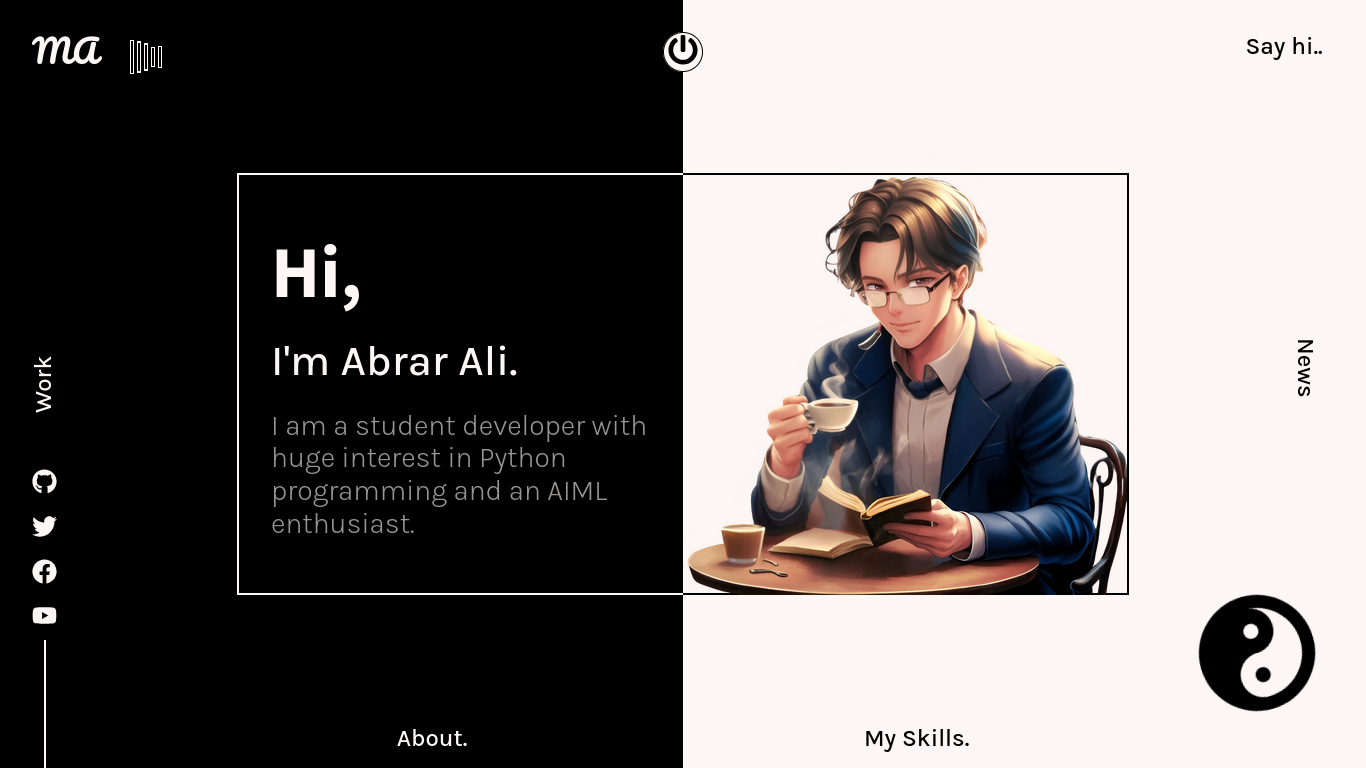 ma
Say hi..
Hi,
I'm Abrar Ali.
I am a student developer with
huge interest in Python
programming and an AIML
enthusiast.
Work
News
About.
My Skills.